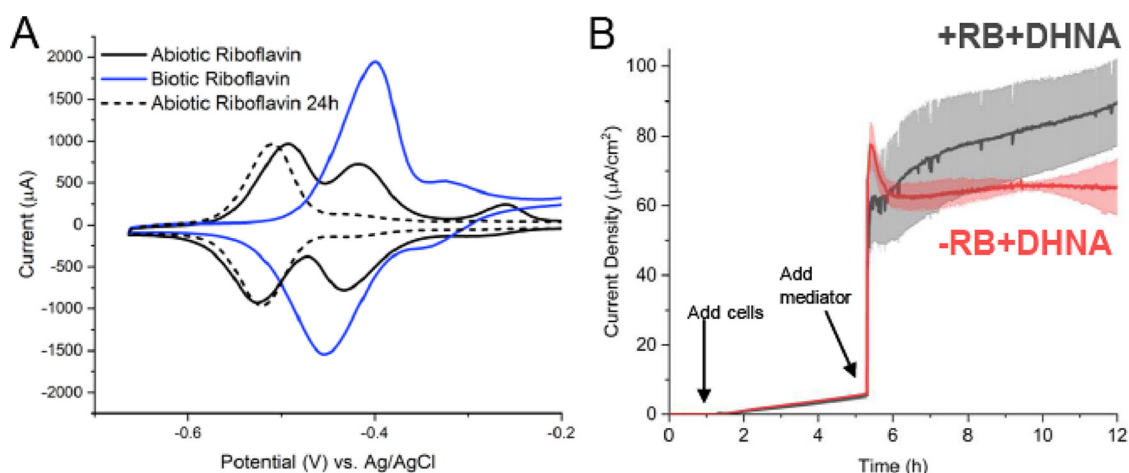 A
Abiotic Riboflavin
Biotic Riboflavin
Abiotic Riboflavin 24h
2000
1500
1000
500
0
-500
-1000
-1500
-2000
Current (μA)
-0.6
-0.4
-0.2
Potential (V) vs. Ag/AgCl
B
+RB+DHNA
-RB+DHNA
Add cells
Add
mediator
100
80
60
40
20
0
Current Density (μA/cm²)
0
2
4
6
8
10
12
Time (h)